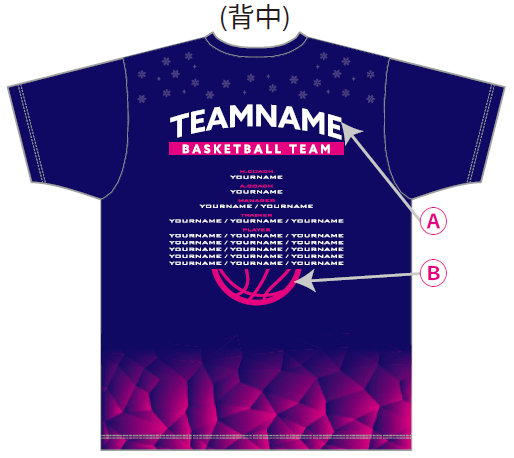 (背中)
TEAMNAME
BASKETBALL TEAM
H.COACH
YOURNAME
A.COACH
YOURNAME
MANAGER
YOURNAME / YOURNAME
TRAINER
YOURNAME / YOURNAME / YOURNAME
PLAYER
YOURNAME / YOURNAME / YOURNAME
YOURNAME / YOURNAME / YOURNAME
YOURNAME / YOURNAME / YOURNAME
YOURNAME / YOURNAME / YOURNAME
YOURNAME / YOURNAME / YOURNAME
A
B